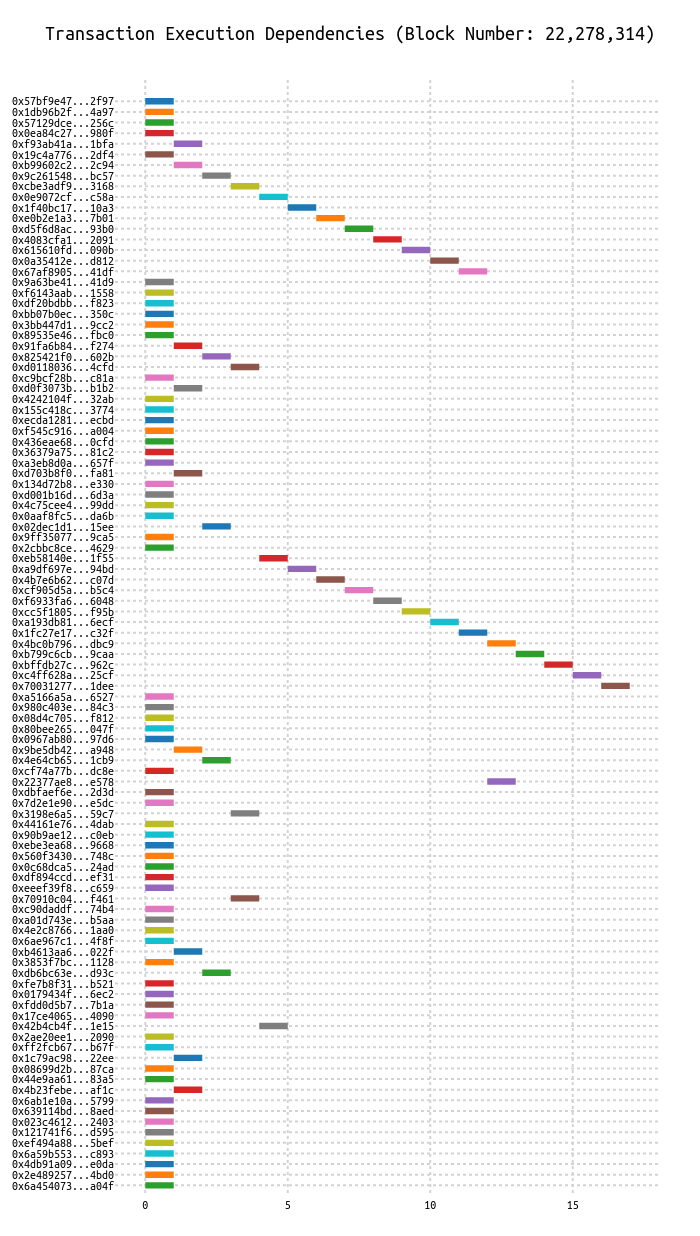 Transaction Execution Dependencies (Block Number: 22,278,314)
0x57bf9e47...2f97
0x1db96b2f...4a97
0x57129dce...256c
0x0ea84c27...980f
0xf93ab41a...1bfa
0x19c4a776...2df4
0xb99602c2...2c94
0x9c261548...bc57
0xcbe3adf9...3168
0x0e9072cf...c58a
0x1f40bc17...10a3
0xe0b2e1a3...7b01
0xd5f6d8ac...93b0
0x4083cfa1...2091
0x615610fd...090b
0x0a35412e...d812
0x67af8905...41df
0x9a63be41...41d9
0xf6143aab...1558
0xdf20bdbb...f823
0xbb07b0ec...350c
0x3bb447d1...9cc2
0x89535e46...fbc0
0x91fa6b84...f274
0x825421f0...602b
0xd0118036...4cfd
0xc9bcf28b...c81a
0xd0f3073b...b1b2
0x4242104f...32ab
0x155c418c...3774
0xecda1281...ecbd
0xf545c916...a004
0x436eae68...0cfd
0x36379a75...81c2
0xa3eb8d0a...657f
0xd703b8f0...fa81
0x134d72b8...e330
0xd001b16d...6d3a
0x4c75cee4...99dd
0x0aaf8fc5...da6b
0x02dec1d1...15ee
0x9ff35077...9ca5
0x2cbbc8ce...4629
0xeb58140e...1f55
0xa9df697e...94bd
0x4b7e6b62...c07d
0xcf905d5a...b5c4
0xf6933fa6...6048
0xcc5f1805...f95b
0xa193db81...6ecf
0x1fc27e17...c32f
0x4bc0b796...dbc9
0xb799c6cb...9caa
0xbffdb27c...962c
0xc4ff628a...25cf
0x70031277...1dee
0xa5166a5a...6527
0x980c403e...84c3
0x08d4c705...f812
0x80bee265...047f
0x0967ab80...97d6
0x9be5db42...a948
0x4e64cb65...1cb9
0xcf74a77b...dc8e
0x22377ae8...e578
0xdbfaef6e...2d3d
0x7d2e1e90...e5dc
0x3198e6a5...59c7
0x44161e76...4dab
0x90b9ae12...c0eb
0xebe3ea68...9668
0x560f3430...748c
0x0c68dca5...24ad
0xdf894ccd...ef31
0xeeef39f8...c659
0x70910c04...f461
0xc90daddf...74b4
0xa01d743e...b5aa
0x4e2c8766...1aa0
0x6ae967c1...4f8f
0xb4613aa6...022f
0x3853f7bc...1128
0xdb6bc63e...d93c
0xfe7b8f31...b521
0x0179434f...6ec2
0xfdd0d5b7...7b1a
0x17ce4065...4090
0x42b4cb4f...1e15
0x2ae20ee1...2090
0xff2fcb67...b67f
0x1c79ac98...22ee
0x08699d2b...87ca
0x44e9aa61...83a5
0x4b23febe...af1c
0x6ab1e10a...5799
0x639114bd...8aed
0x023c4612...2403
0x121741f6...d595
0xef494a88...5bef
0x6a59b553...c893
0x4db91a09...e0da
0x2e489257...4bd0
0x6a454073...a04f
0 5 10 15